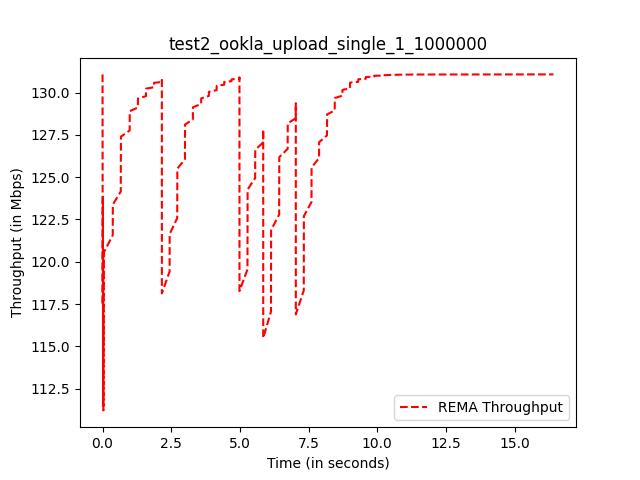 test2_ookla_upload_single_1_1000000
Throughput (in Mbps)
130.0
127.5
125.0
122.5
120.0
117.5
115.0
112.5
REMA Throughput
0.0 2.5 5.0 7.5 10.0 12.5 15.0
Time (in seconds)